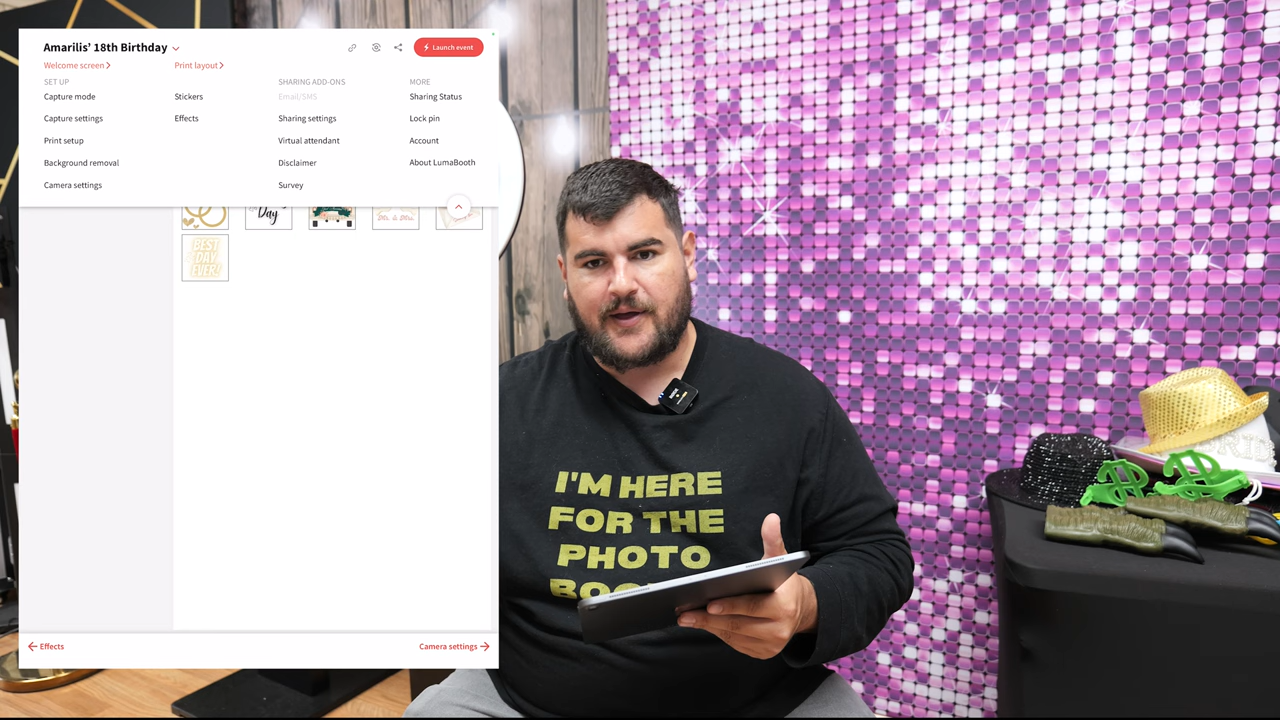 Amarilis’ 18th Birthday
Launch event
Welcome screen
Print layout
SET UP
SHARING ADD-ONS
MORE
Capture mode
Stickers
Email/SMS
Sharing Status
Capture settings
Effects
Sharing settings
Lock pin
Print setup
Virtual attendant
Account
Background removal
Disclaimer
About LumaBooth
Camera settings
Survey
Day
Mr. & Mrs.
BEST
DAY
EVER!
Effects
Camera settings
I'M HERE
FOR THE
PHOTO